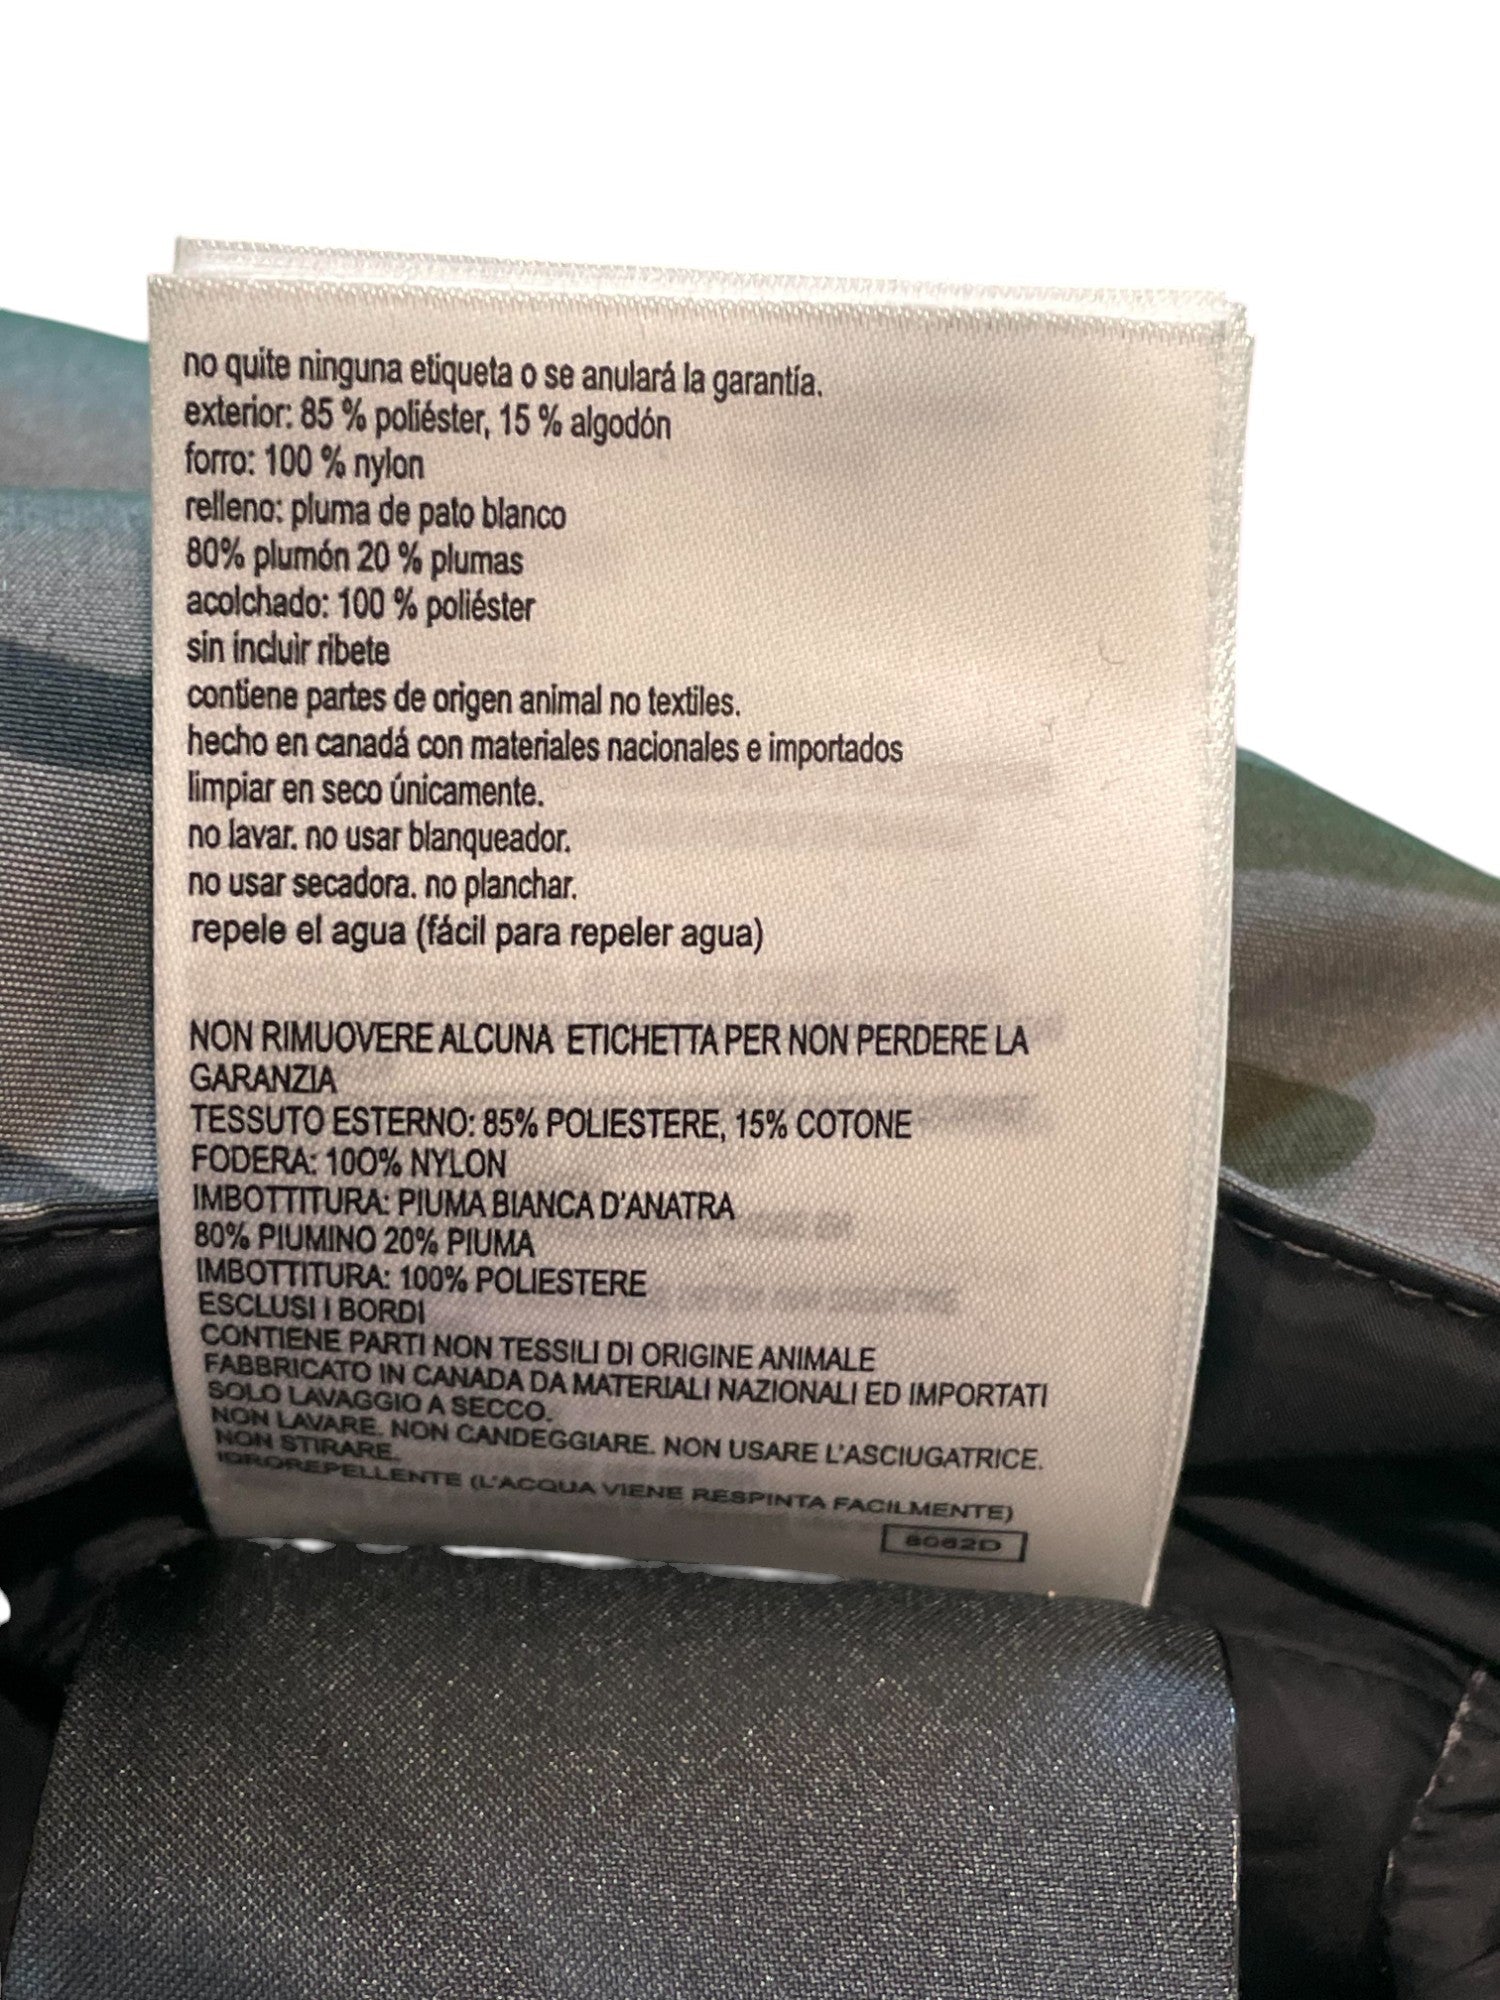 no quite ninguna etiqueta o se anulará la garantía.
exterior: 85 % poliéster, 15 % algodón
forro: 100 % nylon
relleno: pluma de pato blanco
80% plumón 20 % plumas
acolchado: 100 % poliéster
sin incluir ribete
contiene partes de origen animal no textiles.
hecho en canadá con materiales nacionales e importados
limpiar en seco únicamente.
no lavar. no usar blanqueador.
no usar secadora. no planchar.
repele el agua (fácil para repeler agua)
NON RIMUOVERE ALCUNA ETICHETTA PER NON PERDERE LA
GARANZIA
TESSUTO ESTERNO: 85% POLIESTERE, 15% COTONE
FODERA: 100% NYLON
IMBOTTITURA: PIUMA BIANCA D'ANATRA
80% PIUMINO 20% PIUMA
IMBOTTITURA: 100% POLIESTERE
ESCLUSI I BORDI
CONTIENE PARTI NON TESSILI DI ORIGINE ANIMALE
FABBRICATO IN CANADA DA MATERIALI NAZIONALI ED IMPORTATI
SOLO LAVAGGIO A SECCO.
NON LAVARE. NON CANDEGGIARE. NON USARE L'ASCIUGATRICE.
NON STIRARE.
IDROREPELLENTE (L'ACQUA VIENE RESPINTA FACILMENTE)
8062D